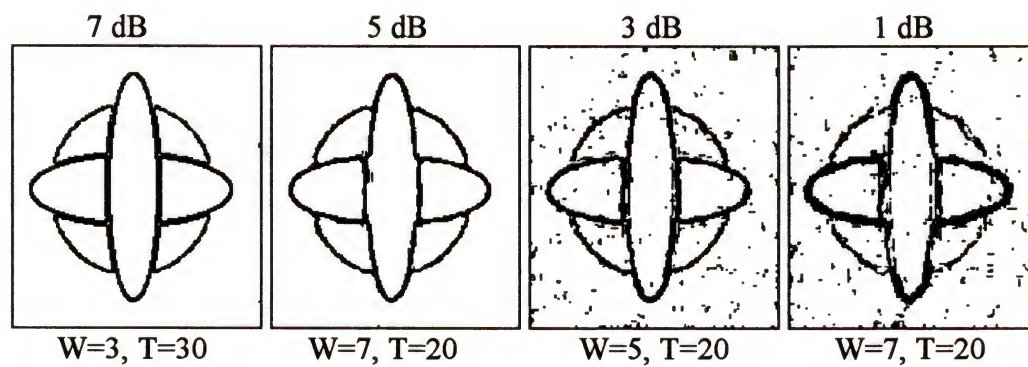 7 dB 5 dB 3 dB 1 dB
W=3, T=30 W=7, T=20 W=5, T=20 W=7, T=20